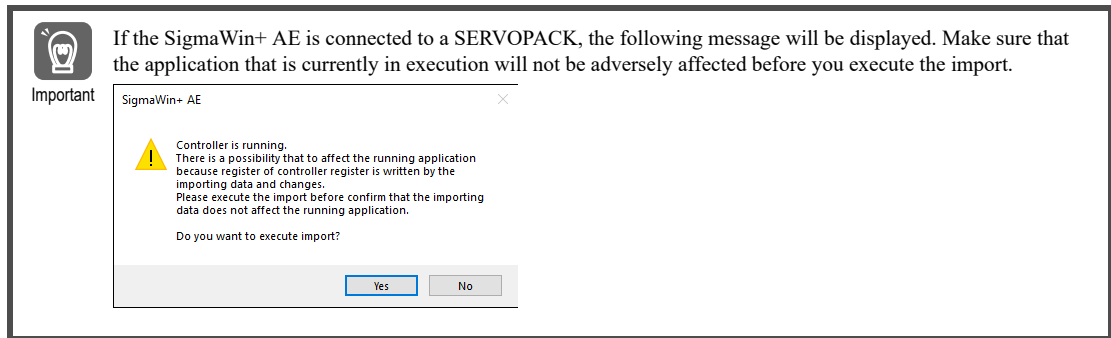 If the SigmaWin+ AE is connected to a SERVOPACK, the following message will be displayed. Make sure that
the application that is currently in execution will not be adversely affected before you execute the import.
Important
SigmaWin+ AE
Controller is running.
There is a possibility that to affect the running application
because register of controller register is written by the
importing data and changes.
Please execute the import before confirm that the importing
data does not affect the running application.
Do you want to execute import?
Yes
No